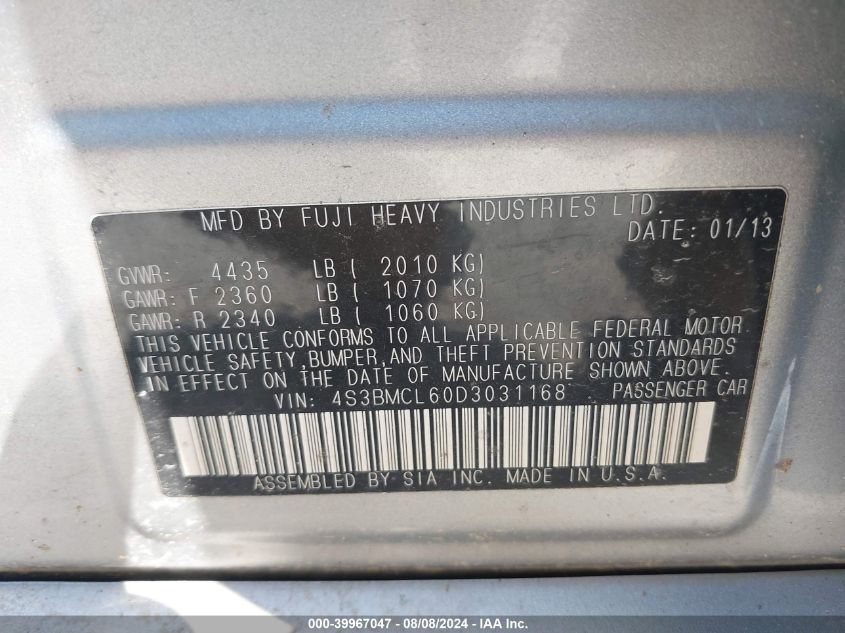 MFD BY FUJI HEAVY INDUSTRIES LTD.
DATE: 01/13
GVWR: 4435 LB ( 2010 KG)
GAWR: F 2360 LB ( 1070 KG)
GAWR: R 2340 LB ( 1060 KG)
THIS VEHICLE CONFORMS TO ALL APPLICABLE FEDERAL MOTOR
VEHICLE SAFETY,BUMPER,AND THEFT PREVENTION STANDARDS
IN EFFECT ON THE DATE OF MANUFACTURE SHOWN ABOVE.
VIN: 4S3BMCL60D3031168 PASSENGER CAR
ASSEMBLED BY SIA INC. MADE IN U.S.A.
000-39967047 — 08/08/2024 — IAA Inc.